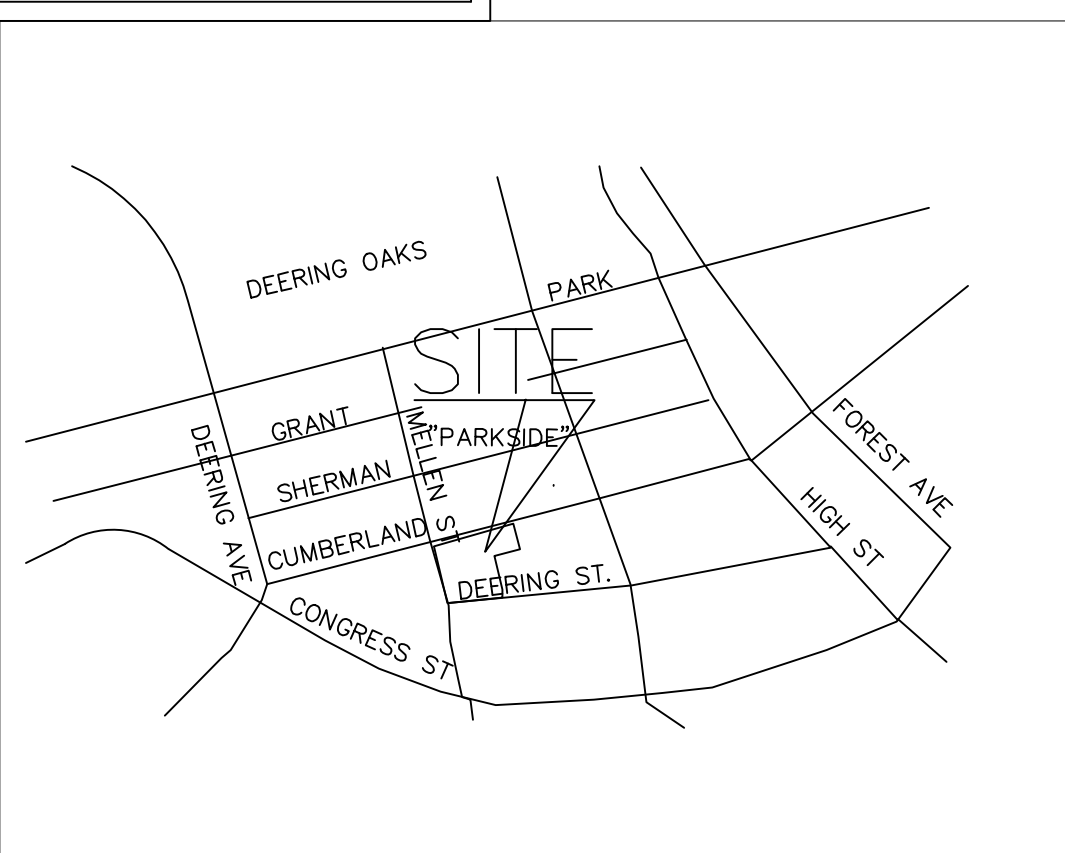 DEERING OAKS
PARK
SITE
GRANT
"PARKSIDE"
MELLEN ST
DEERING AVE
SHERMAN
CUMBERLAND
FOREST AVE
HIGH ST
DEERING ST.
CONGRESS ST